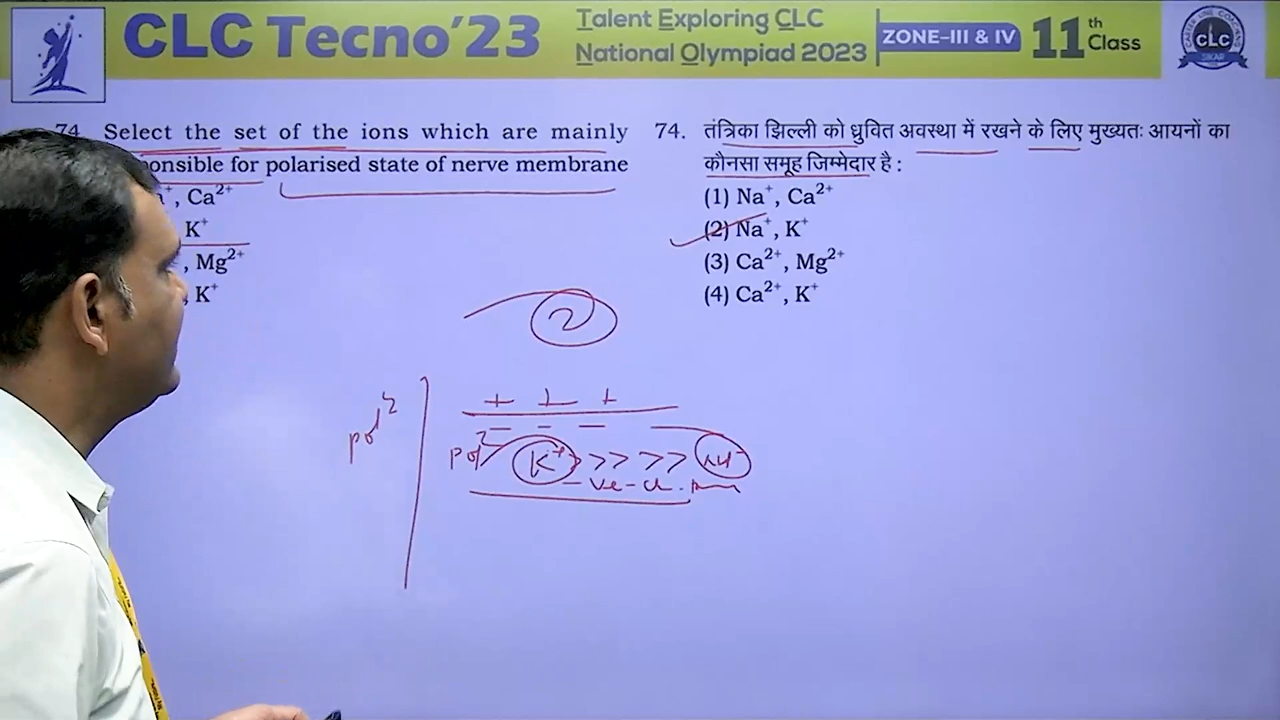 CLC Tecno'23
Talent Exploring CLC
National Olympiad 2023
ZONE–III & IV
11th Class
CLC
SIKAR
74. Select the set of the ions which are mainly
ponsible for polarised state of nerve membrane
, Ca²⁺
K⁺
, Mg²⁺
, K⁺
74. तंत्रिका झिल्ली को ध्रुवित अवस्था में रखने के लिए मुख्यतः आयनों का
कौनसा समूह जिम्मेदार है :
(1) Na⁺, Ca²⁺
(2) Na⁺, K⁺
(3) Ca²⁺, Mg²⁺
(4) Ca²⁺, K⁺
2
+ + +
– – –
K⁺ >>> >>